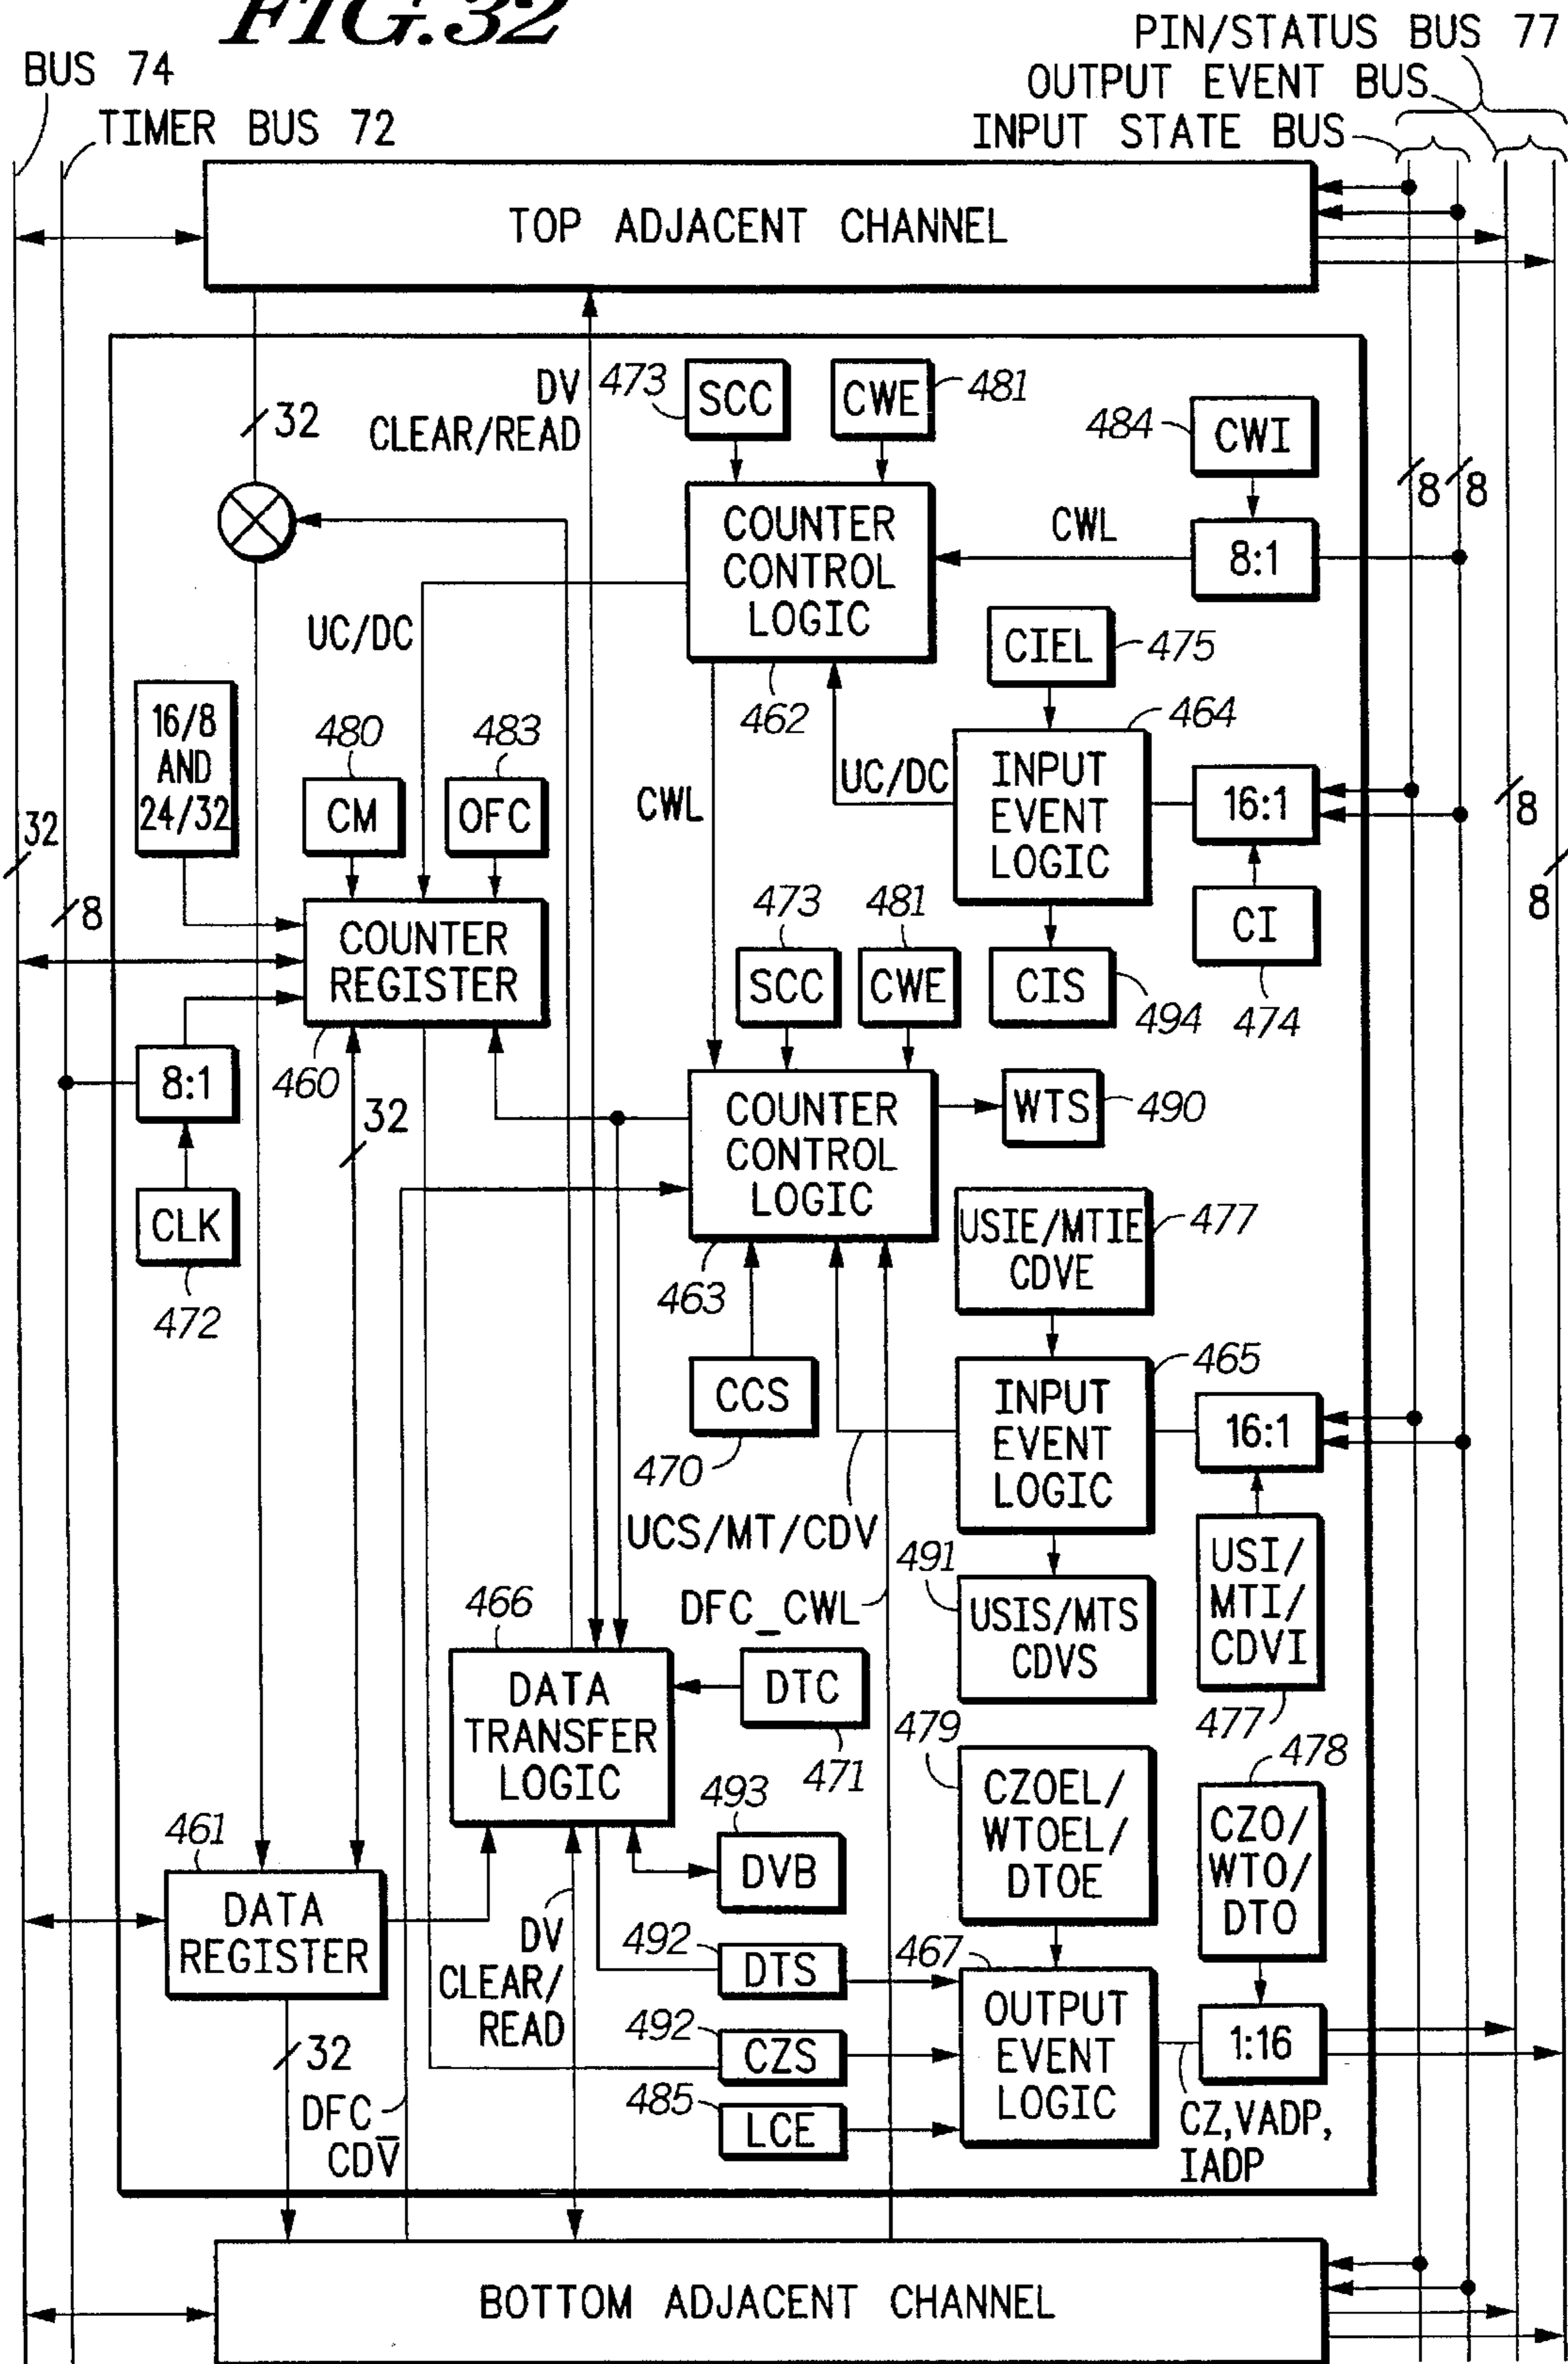 FIG.32
PIN/STATUS BUS 77
BUS 74
OUTPUT EVENT BUS
TIMER BUS 72
INPUT STATE BUS
TOP ADJACENT CHANNEL
32
DV
CLEAR/READ
473
SCC
CWE
481
484
CWI
8
8
COUNTER
CONTROL
LOGIC
462
CWL
8:1
UC/DC
CIEL
475
16/8
AND
24/32
480
CM
483
OFC
CWL
UC/DC
464
INPUT
EVENT
LOGIC
16:1
8
8
32
8
COUNTER
REGISTER
460
473
SCC
481
CWE
CIS
494
CI
474
8:1
32
CLK
472
COUNTER
CONTROL
LOGIC
463
WTS
490
USIE/MTIE
CDVE
477
CCS
470
465
INPUT
EVENT
LOGIC
16:1
UCS/MT/CDV
491
USIS/MTS
CDVS
USI/
MTI/
CDVI
477
466
DFC_CWL
DATA
TRANSFER
LOGIC
DTC
471
479
CZOEL/
WTOEL/
DTOE
478
CZO/
WTO/
DTO
461
DATA
REGISTER
493
DVB
DV
CLEAR/
READ
492
DTS
467
OUTPUT
EVENT
LOGIC
1:16
492
CZS
32
DFC
CDV̅
485
LCE
CZ,VADP,
IADP
BOTTOM ADJACENT CHANNEL